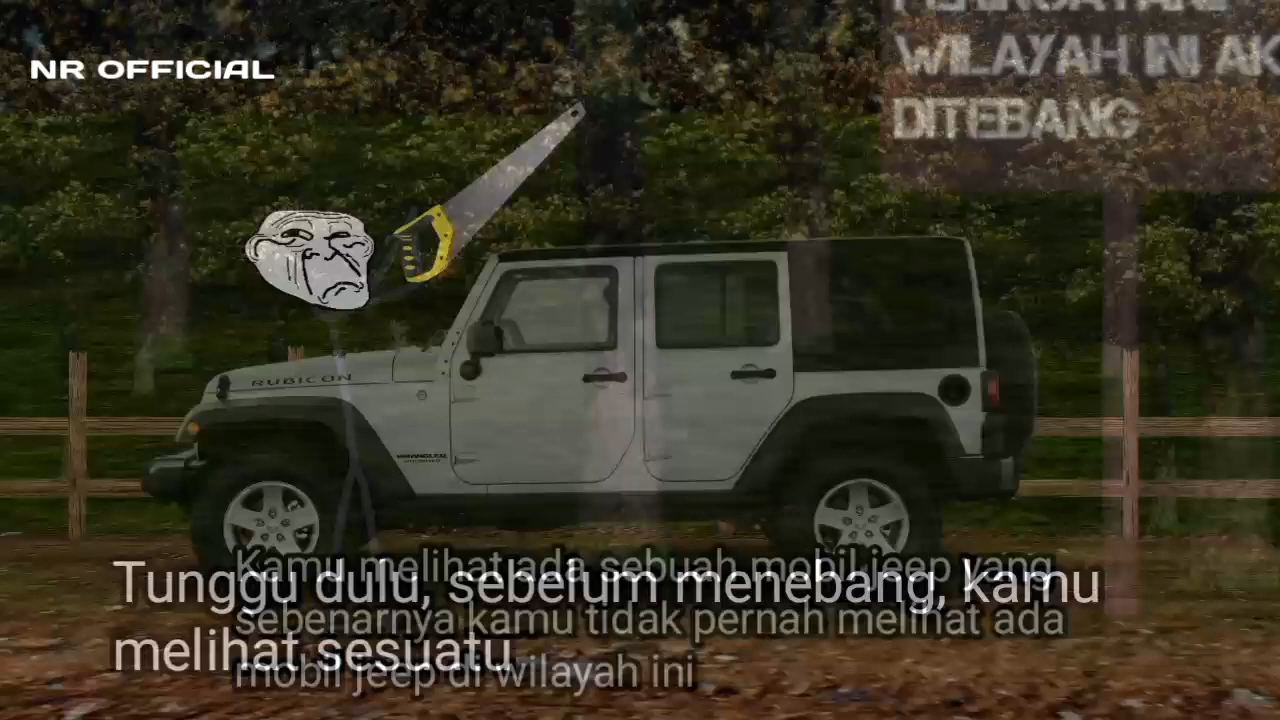 NR OFFICIAL
WILAYAH INI AK
DITEBANG
RUBICON
WRANGLER
Tunggu dulu, sebelum menebang, kamu
melihat sesuatu
Kamu melihat ada sebuah mobil jeep yang
sebenarnya kamu tidak pernah melihat ada
mobil jeep di wilayah ini